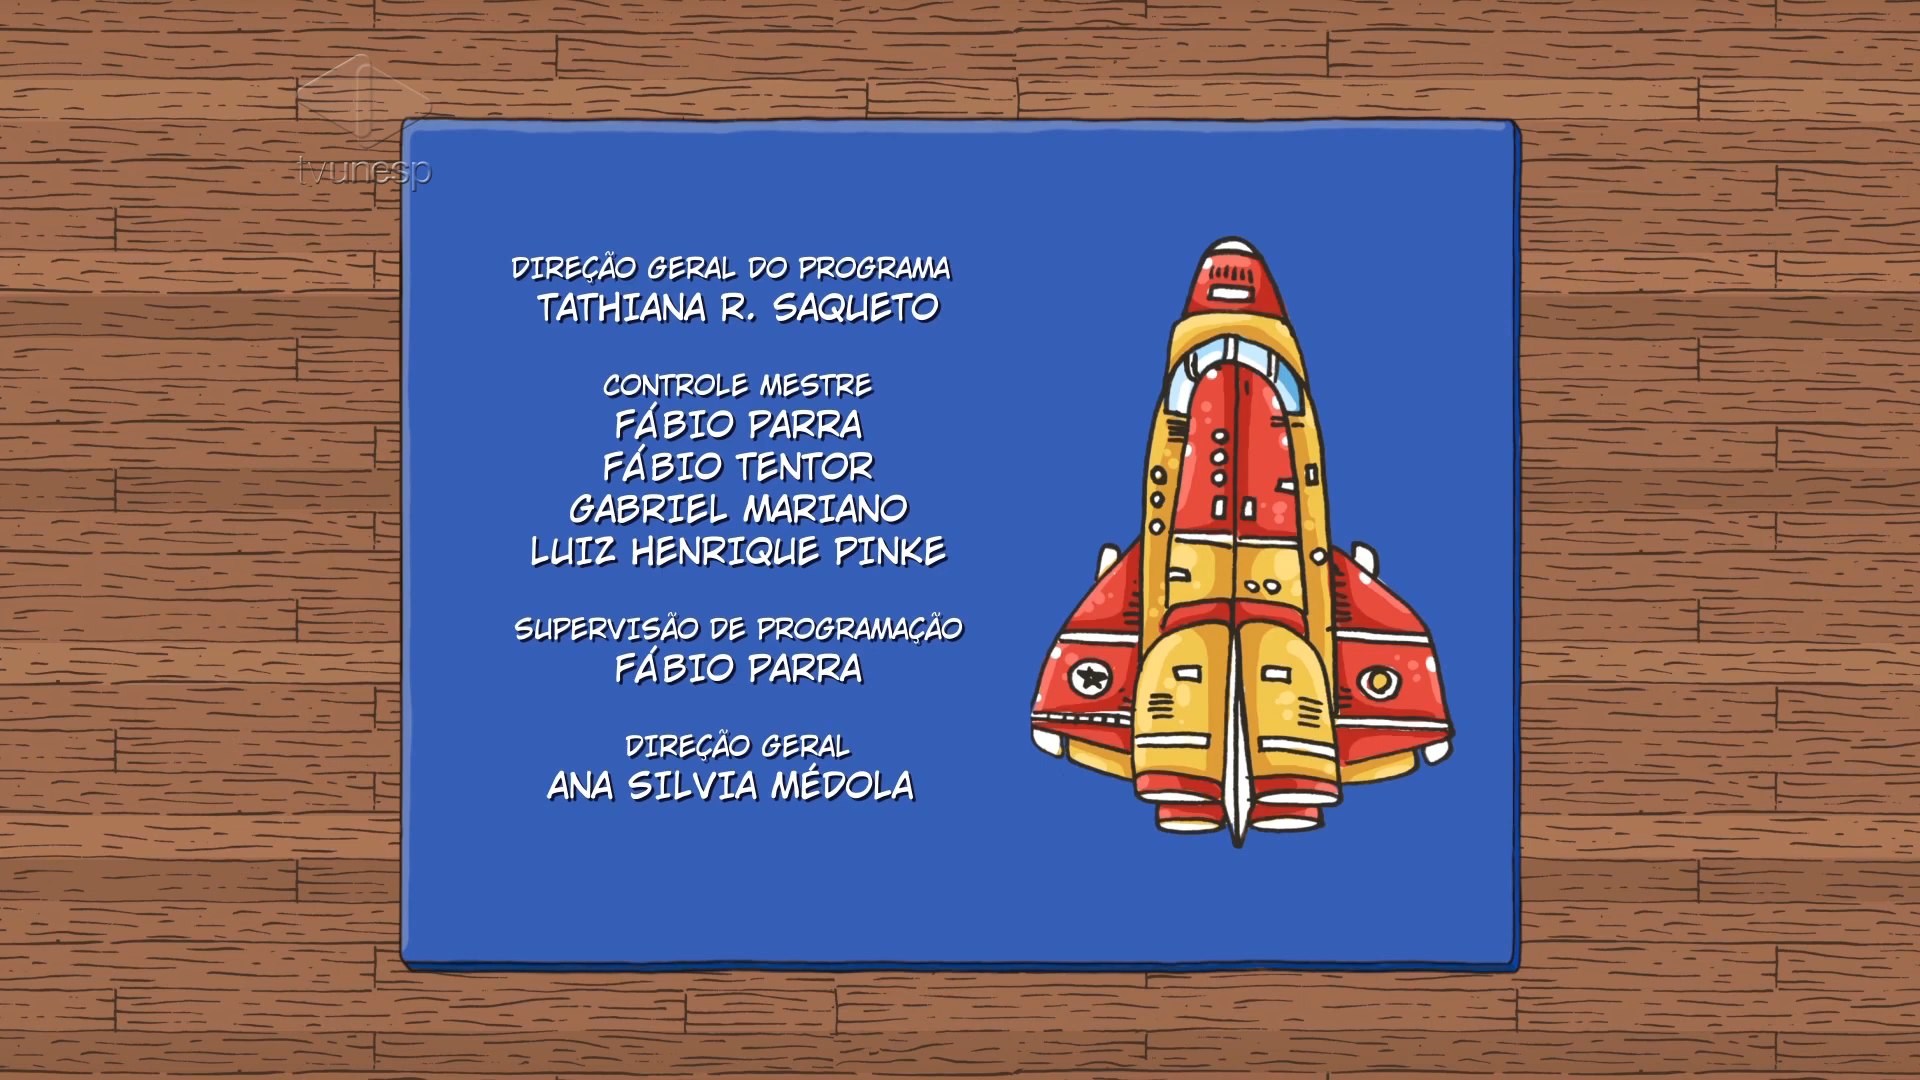 tvunesp
DIREÇÃO GERAL DO PROGRAMA
TATHIANA R. SAQUETO
CONTROLE MESTRE
FÁBIO PARRA
FÁBIO TENTOR
GABRIEL MARIANO
LUIZ HENRIQUE PINKE
SUPERVISÃO DE PROGRAMAÇÃO
FÁBIO PARRA
DIREÇÃO GERAL
ANA SILVIA MÉDOLA